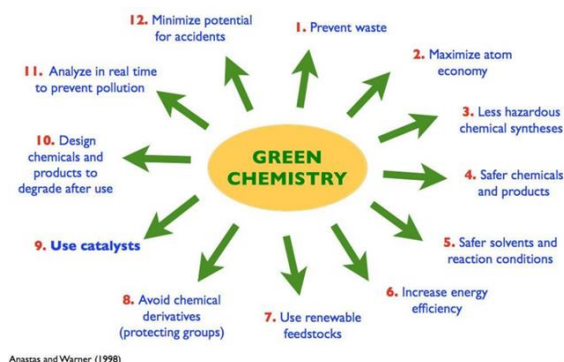 GREEN
CHEMISTRY
1. Prevent waste
2. Maximize atom
economy
3. Less hazardous
chemical syntheses
4. Safer chemicals
and products
5. Safer solvents and
reaction conditions
6. Increase energy
efficiency
7. Use renewable
feedstocks
8. Avoid chemical
derivatives
(protecting groups)
9. Use catalysts
10. Design
chemicals and
products to
degrade after use
11. Analyze in real time
to prevent pollution
12. Minimize potential
for accidents
Anastas and Warner (1998)